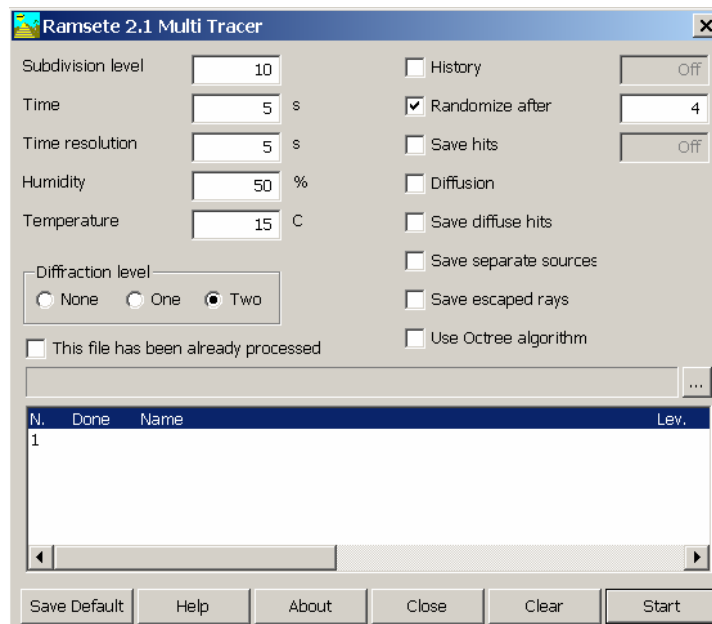 Ramsete 2.1 Multi Tracer
Subdivision level 10
Time 5 s
Time resolution 5 s
Humidity 50 %
Temperature 15 C
Diffraction level
None One Two
This file has been already processed
History Off
Randomize after 4
Save hits Off
Diffusion
Save diffuse hits
Save separate sources
Save escaped rays
Use Octree algorithm
...
N. Done Name Lev.
1
Save Default Help About Close Clear Start